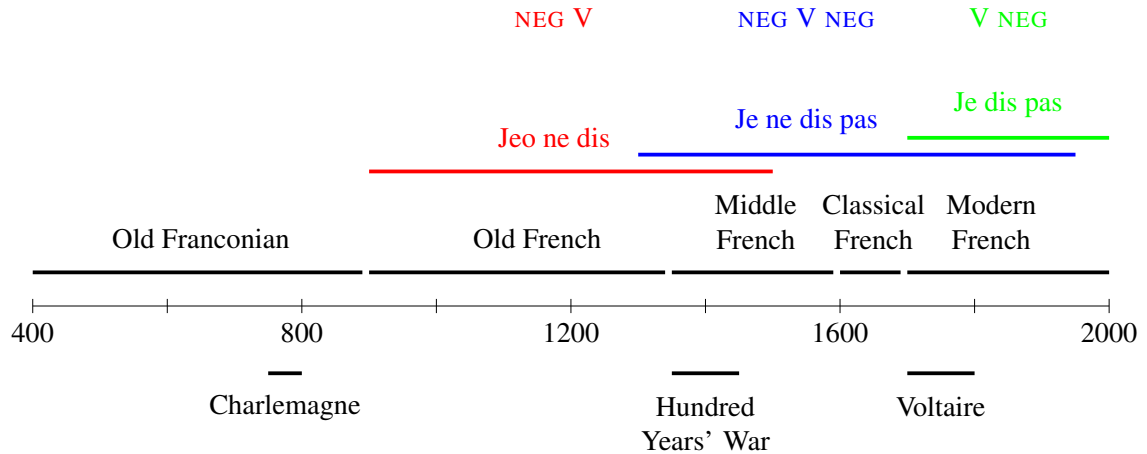 NEG V NEG V NEG V NEG
Je dis pas
Je ne dis pas
Jeo ne dis
Middle Classical Modern
Old Franconian Old French French French French
400 800 1200 1600 2000
Charlemagne Hundred Voltaire
Years' War